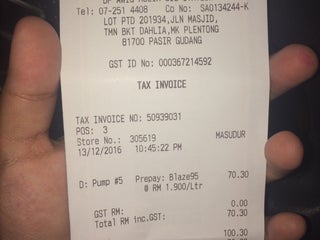 Tel: 07-251 4408 Co No: SA0134244-K
LOT PTD 201934,JLN MASJID,
TMN BKT DAHLIA,MK PLENTONG
81700 PASIR GUDANG
GST ID No: 000367214592
TAX INVOICE
TAX INVOICE NO: 50939031
POS: 3
Store No.: 305619 MASUDUR
13/12/2016 10:45:22 PM
D: Pump #5 Prepay: Blaze95 70.30
@ RM 1.900/Ltr
GST RM: 0.00
Total RM inc.GST: 70.30
100.30
30.00